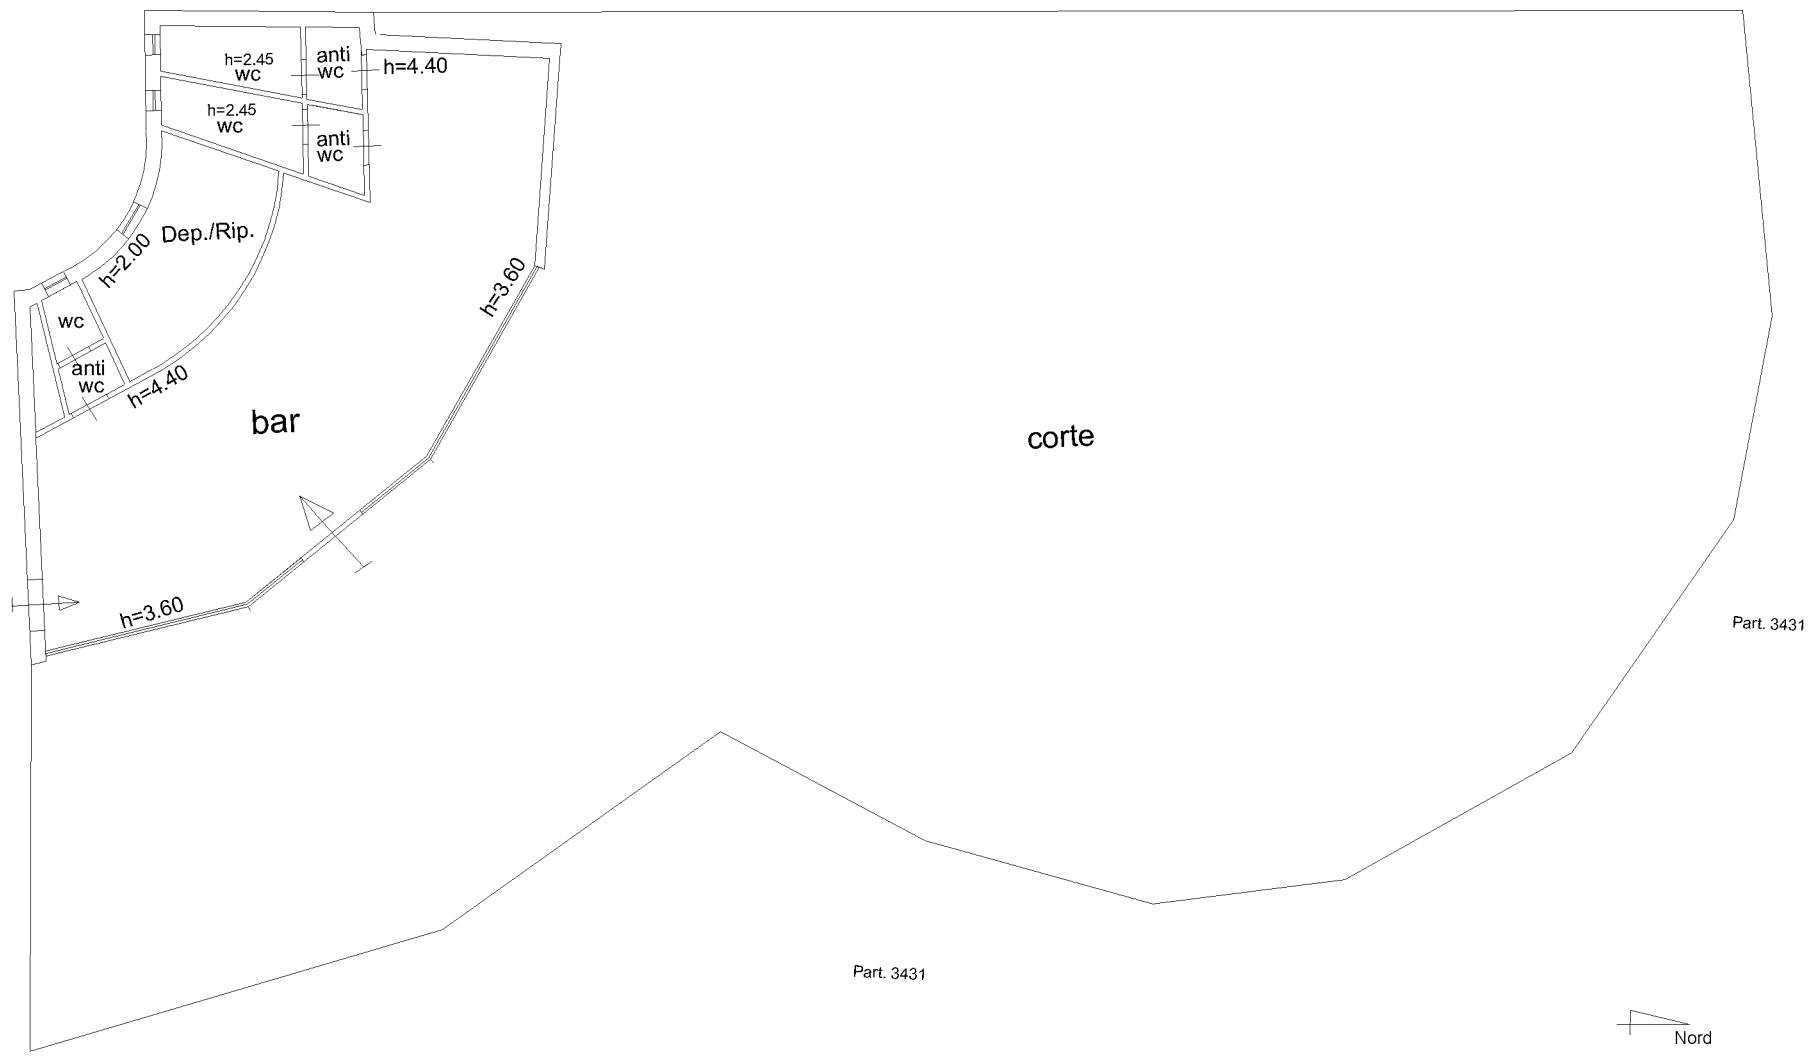 h=2.45
wc
anti
wc
h=4.40
h=2.45
wc
anti
wc
Dep./Rip.
h=2.00
h=3.60
wc
anti
wc
h=4.40
bar
corte
h=3.60
Part. 3431
Part. 3431
Nord